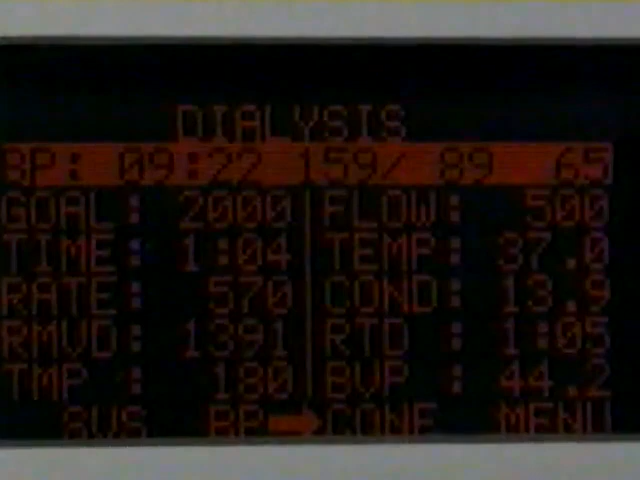 DIALYSIS
BP: 09:22 159/ 89 65
GOAL: 2000 FLOW: 500
TIME: 1:04 TEMP: 37.0
RATE: 570 COND: 13.9
RMVD: 1391 RTD : 1:05
TMP : 180 BVP : 44.2
BP CONF MENU